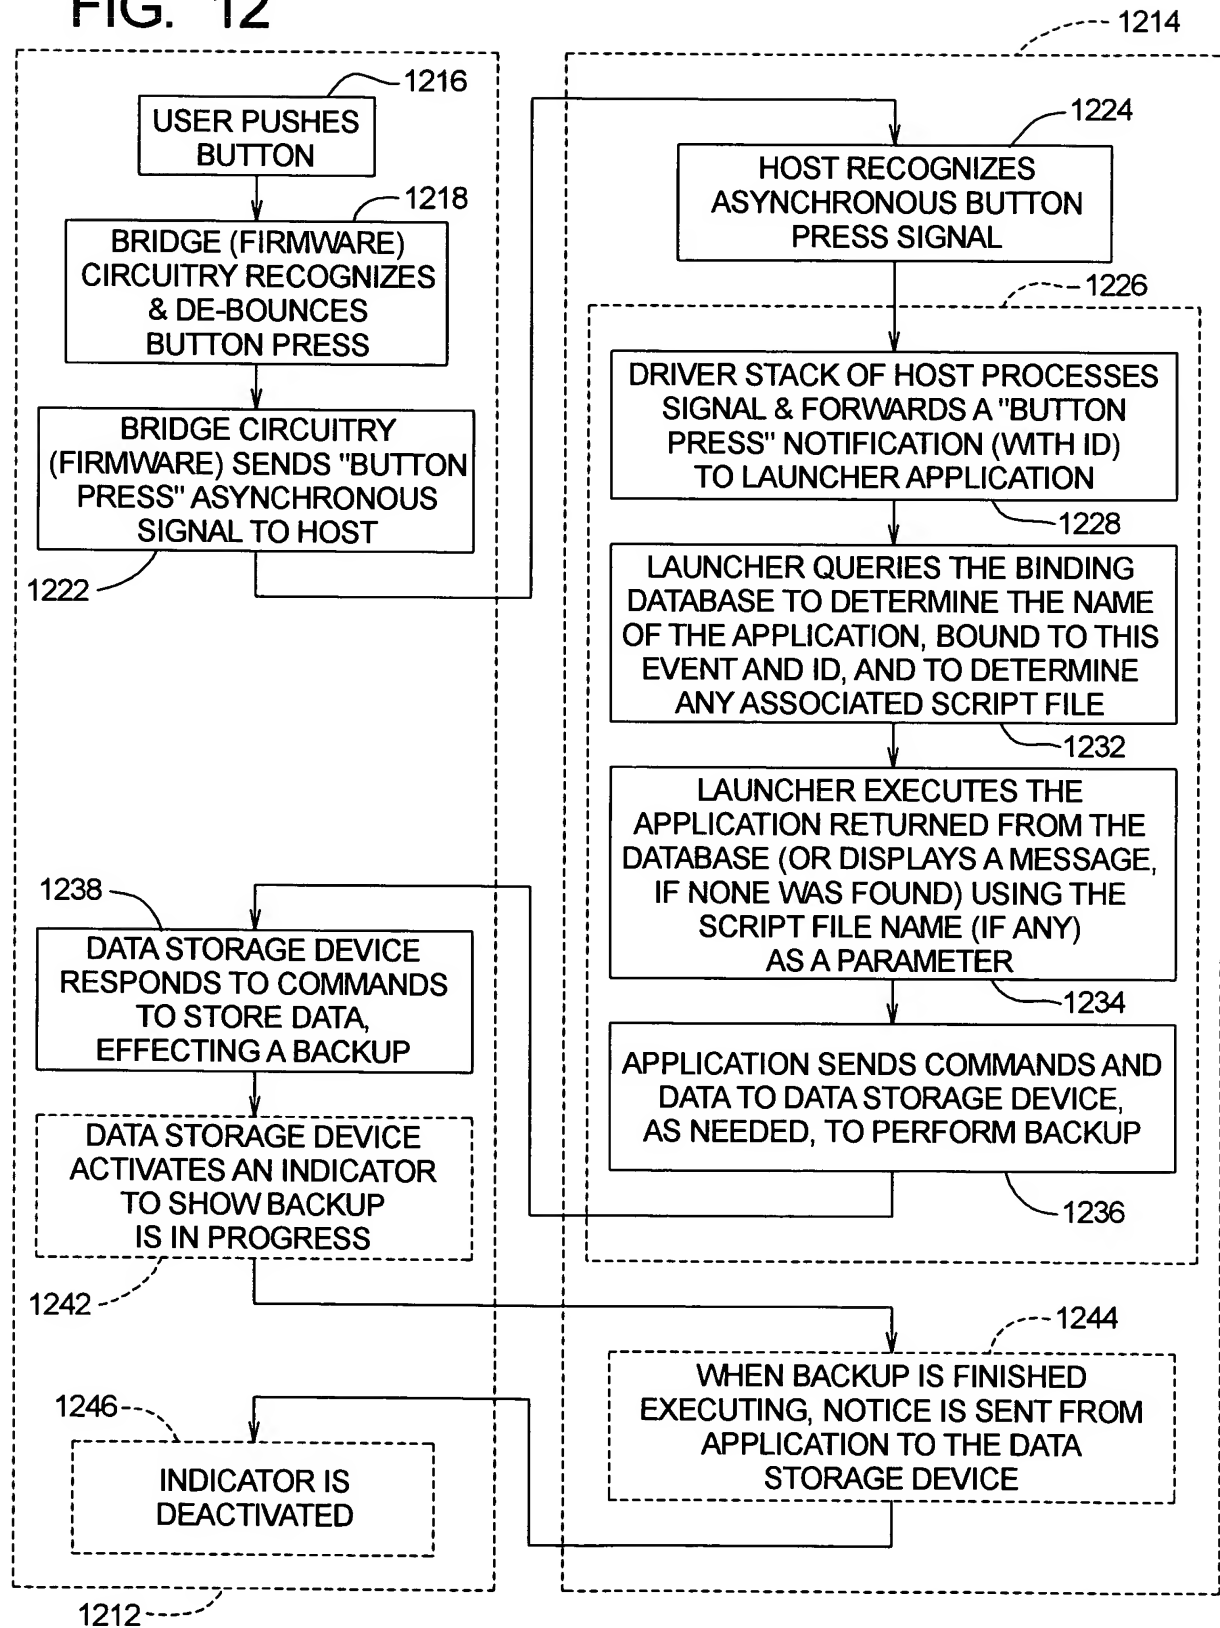 FIG. 12
1214
1216
USER PUSHES
BUTTON
1218
BRIDGE (FIRMWARE)
CIRCUITRY RECOGNIZES
& DE-BOUNCES
BUTTON PRESS
BRIDGE CIRCUITRY
(FIRMWARE) SENDS "BUTTON
PRESS" ASYNCHRONOUS
SIGNAL TO HOST
1222
1224
HOST RECOGNIZES
ASYNCHRONOUS BUTTON
PRESS SIGNAL
1226
DRIVER STACK OF HOST PROCESSES
SIGNAL & FORWARDS A "BUTTON
PRESS" NOTIFICATION (WITH ID)
TO LAUNCHER APPLICATION
1228
LAUNCHER QUERIES THE BINDING
DATABASE TO DETERMINE THE NAME
OF THE APPLICATION, BOUND TO THIS
EVENT AND ID, AND TO DETERMINE
ANY ASSOCIATED SCRIPT FILE
1232
LAUNCHER EXECUTES THE
APPLICATION RETURNED FROM THE
DATABASE (OR DISPLAYS A MESSAGE,
IF NONE WAS FOUND) USING THE
SCRIPT FILE NAME (IF ANY)
AS A PARAMETER
1234
APPLICATION SENDS COMMANDS AND
DATA TO DATA STORAGE DEVICE,
AS NEEDED, TO PERFORM BACKUP
1236
1238
DATA STORAGE DEVICE
RESPONDS TO COMMANDS
TO STORE DATA,
EFFECTING A BACKUP
DATA STORAGE DEVICE
ACTIVATES AN INDICATOR
TO SHOW BACKUP
IS IN PROGRESS
1242
1244
WHEN BACKUP IS FINISHED
EXECUTING, NOTICE IS SENT FROM
APPLICATION TO THE DATA
STORAGE DEVICE
1246
INDICATOR IS
DEACTIVATED
1212